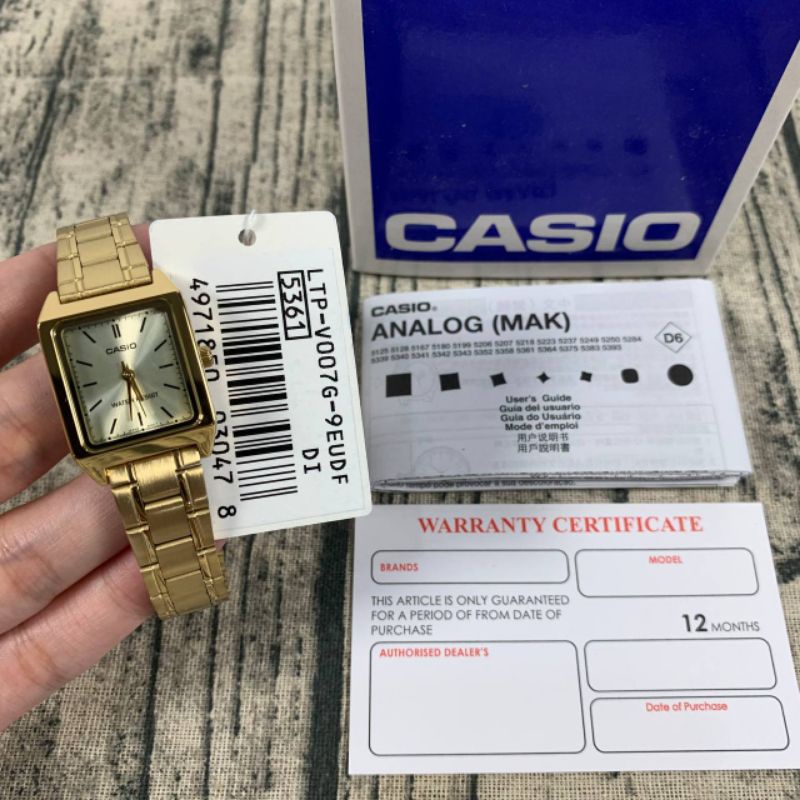 CASIO
CASIO
WATER RESIST
LTP-V007G-9EUDF
5361
DI
4971850 93047 8
CASIO®
ANALOG (MAK)
D6
User's Guide
Guía del usuario
Guia do Usuário
Mode d'emploi
用户说明书
用戶說明書
WARRANTY CERTIFICATE
BRANDS
MODEL
THIS ARTICLE IS ONLY GUARANTEED
FOR A PERIOD OF FROM DATE OF
PURCHASE
12 MONTHS
AUTHORISED DEALER'S
Date of Purchase